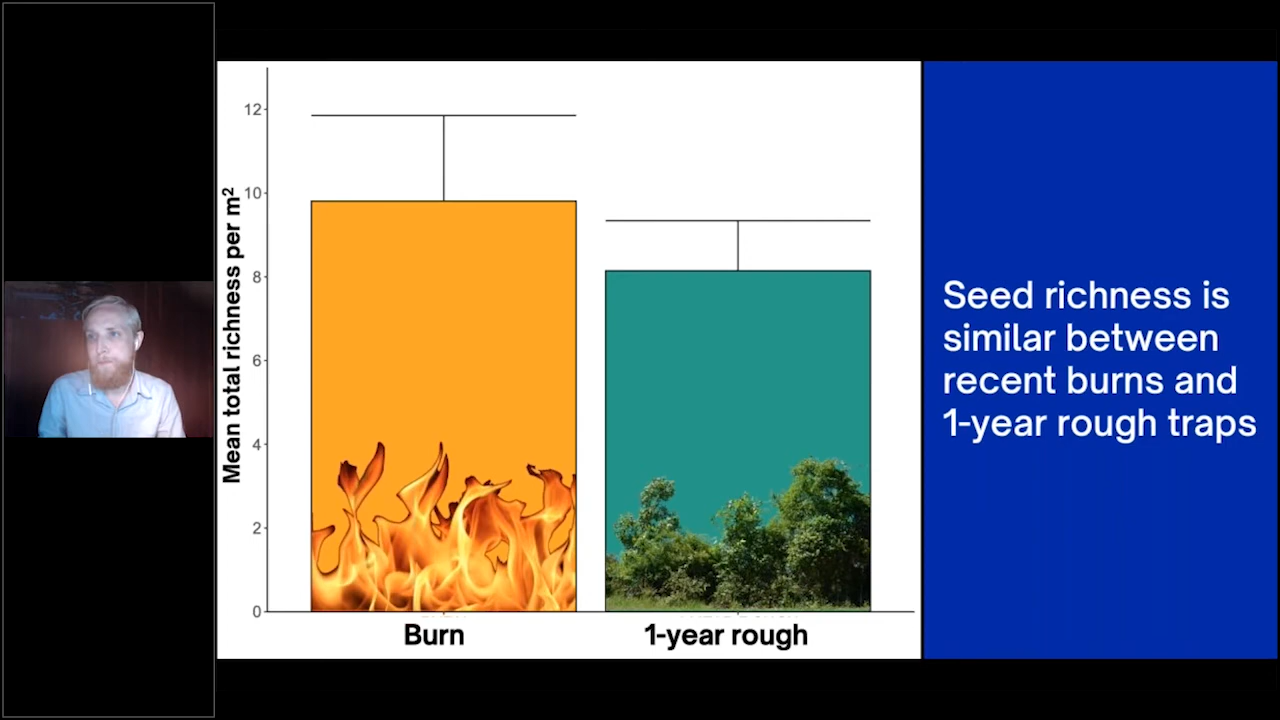 Mean total richness per m²
12
10
8
6
4
2
0
Burn
1-year rough
Seed richness is
similar between
recent burns and
1-year rough traps